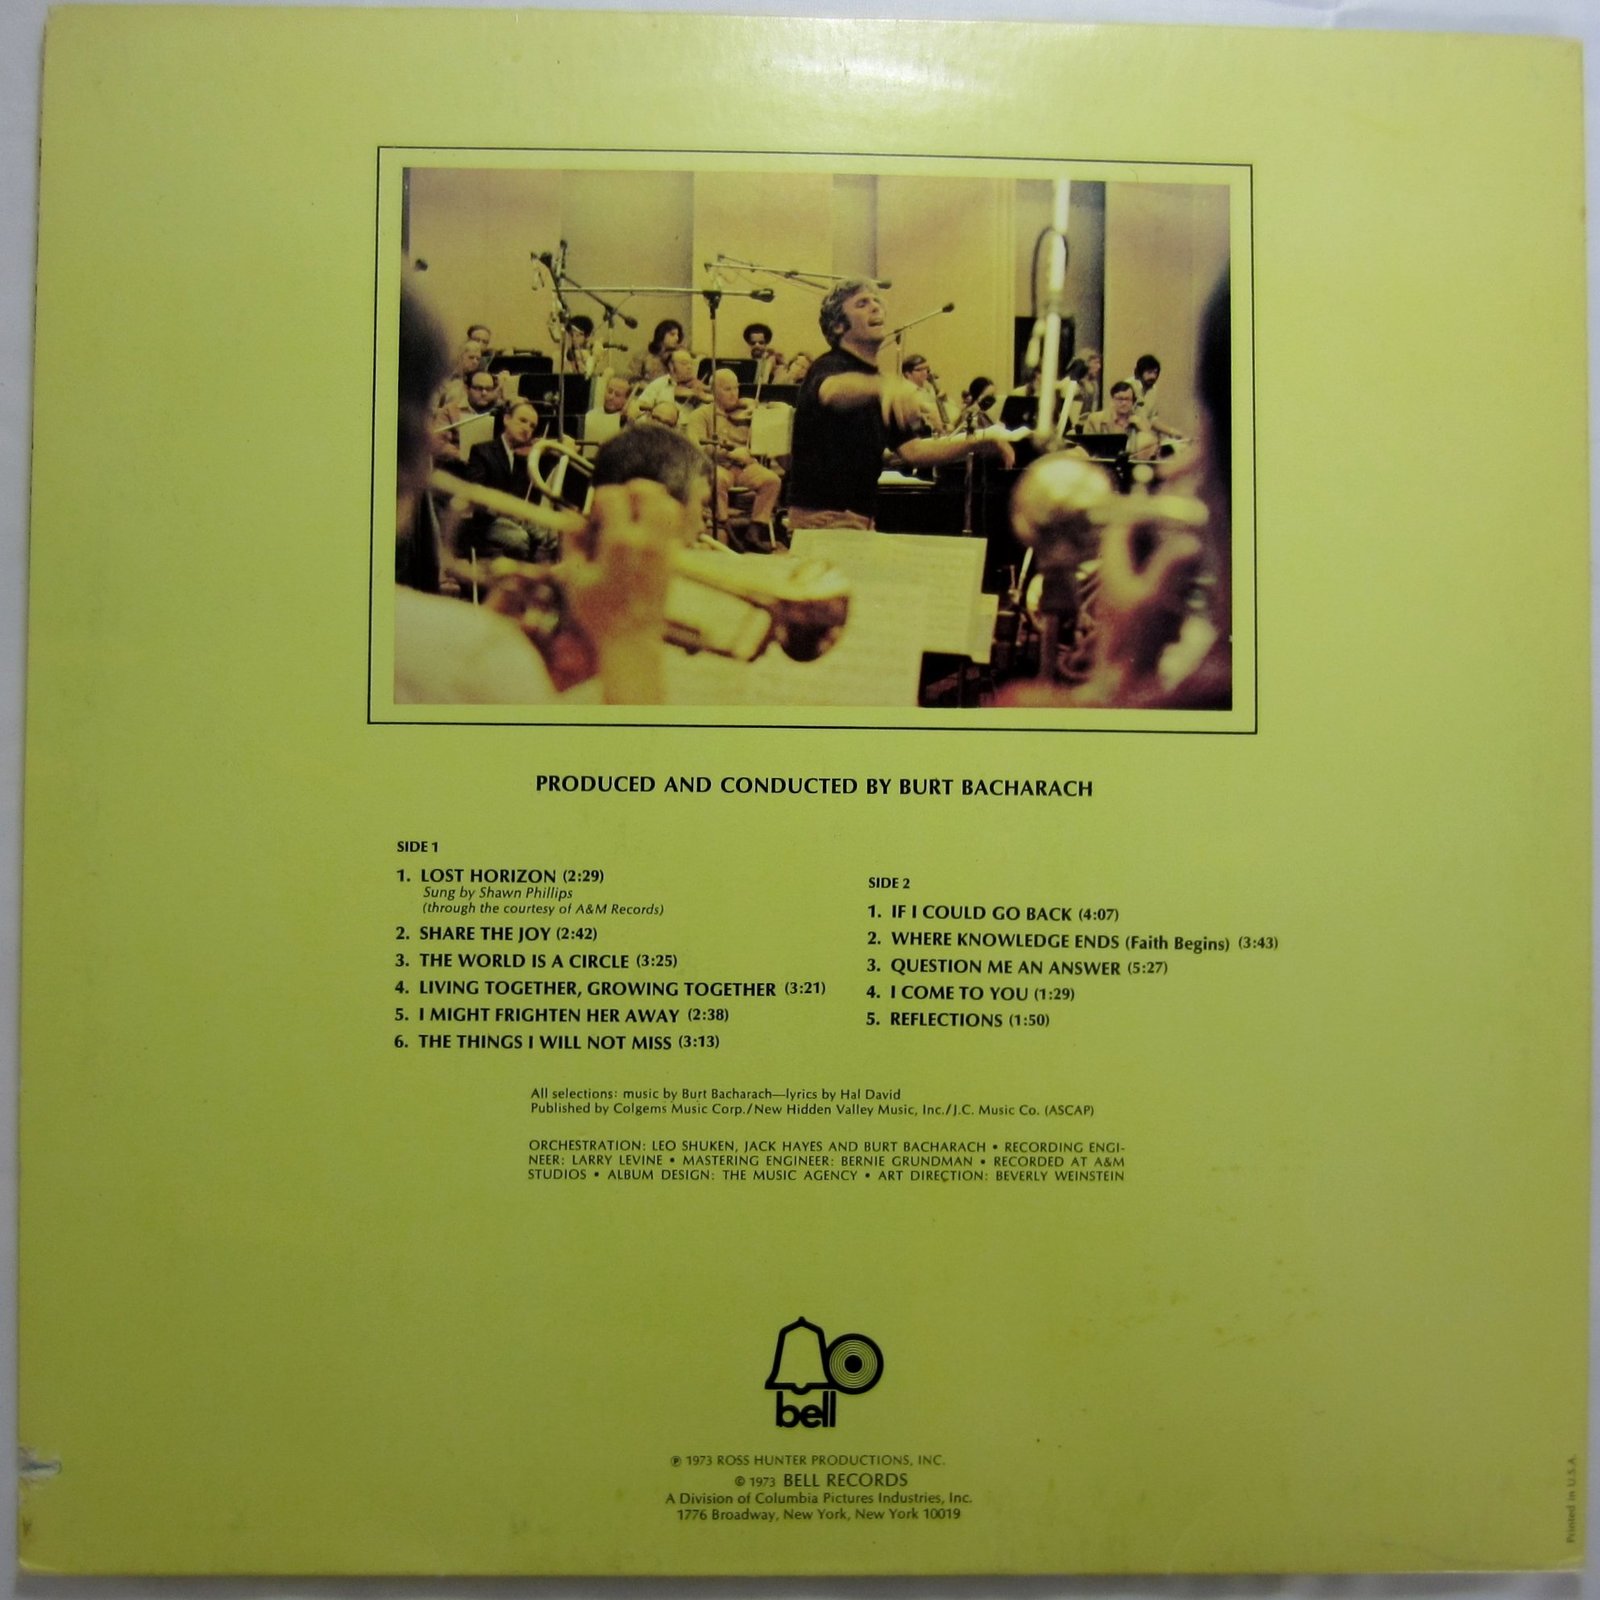 PRODUCED AND CONDUCTED BY BURT BACHARACH
SIDE 1
1. LOST HORIZON (2:29)
Sung by Shawn Phillips
(through the courtesy of A&M Records)
2. SHARE THE JOY (2:42)
3. THE WORLD IS A CIRCLE (3:25)
4. LIVING TOGETHER, GROWING TOGETHER (3:21)
5. I MIGHT FRIGHTEN HER AWAY (2:38)
6. THE THINGS I WILL NOT MISS (3:13)
SIDE 2
1. IF I COULD GO BACK (4:07)
2. WHERE KNOWLEDGE ENDS (Faith Begins) (3:43)
3. QUESTION ME AN ANSWER (5:27)
4. I COME TO YOU (1:29)
5. REFLECTIONS (1:50)
All selections: music by Burt Bacharach—lyrics by Hal David
Published by Colgems Music Corp./New Hidden Valley Music, Inc./J.C. Music Co. (ASCAP)
ORCHESTRATION: LEO SHUKEN, JACK HAYES AND BURT BACHARACH • RECORDING ENGI-
NEER: LARRY LEVINE • MASTERING ENGINEER: BERNIE GRUNDMAN • RECORDED AT A&M
STUDIOS • ALBUM DESIGN: THE MUSIC AGENCY • ART DIRECTION: BEVERLY WEINSTEIN
bell
℗ 1973 ROSS HUNTER PRODUCTIONS, INC.
© 1973 BELL RECORDS
A Division of Columbia Pictures Industries, Inc.
1776 Broadway, New York, New York 10019
Printed in U.S.A.